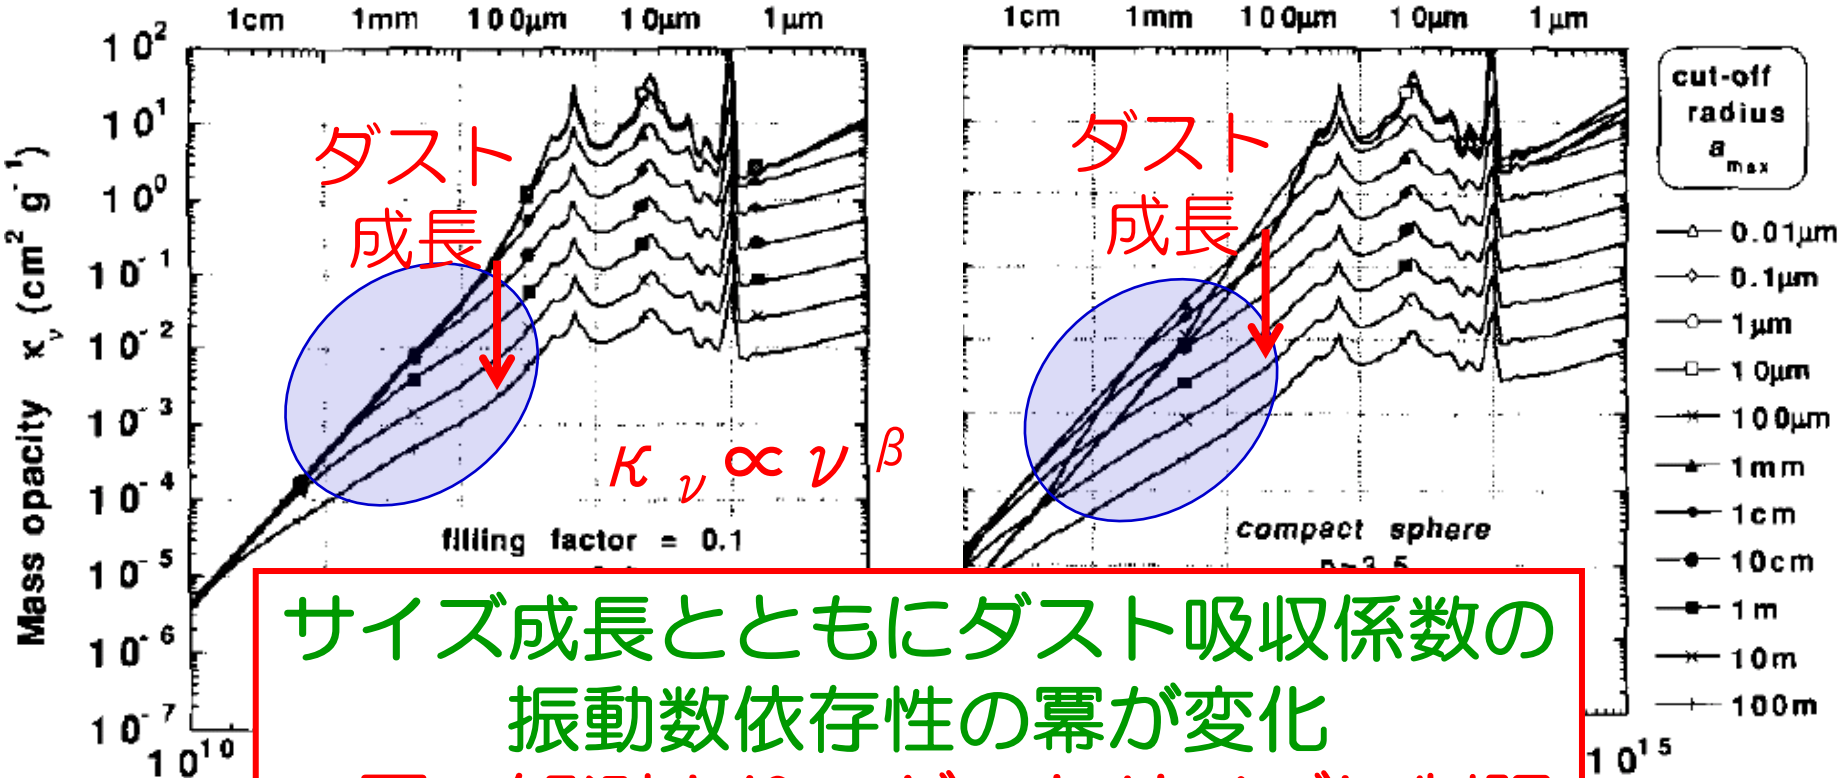 1cm 1mm 100μm 10μm 1μm
1cm 1mm 100μm 10μm 1μm
Mass opacity κν (cm² g⁻¹)
10²
10¹
10⁰
10⁻¹
10⁻²
10⁻³
10⁻⁴
10⁻⁵
10⁻⁶
10⁻⁷
10¹⁰
ダスト
成長
filling factor = 0.1
κν∝νβ
ダスト
成長
compact sphere
10¹⁵
cut-off
radius
amax
0.01μm
0.1μm
1μm
10μm
100μm
1mm
1cm
10cm
1m
10m
100m
サイズ成長とともにダスト吸収係数の
振動数依存性の冪が変化